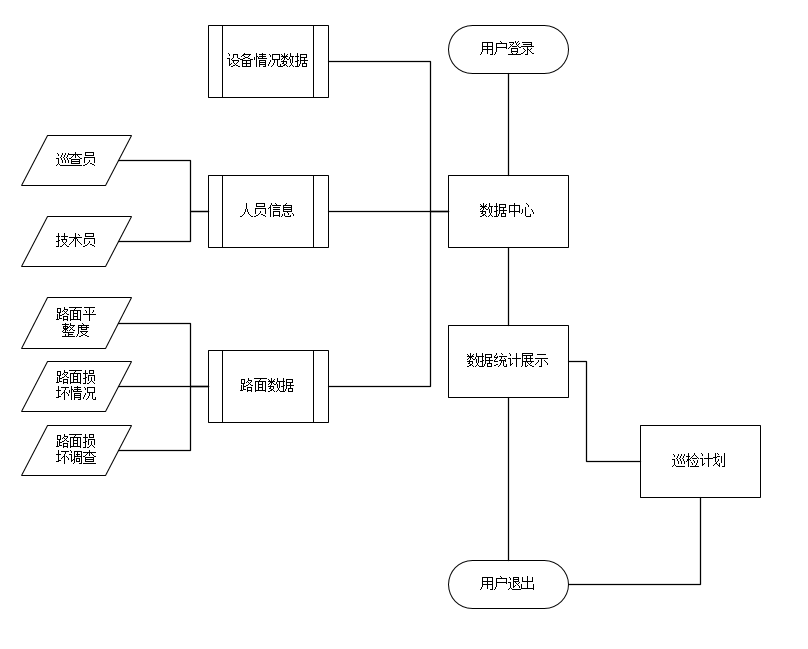 设备情况数据
用户登录
巡查员
人员信息
数据中心
技术员
路面平
整度
路面损
坏情况
路面数据
数据统计展示
路面损
坏调查
巡检计划
用户退出